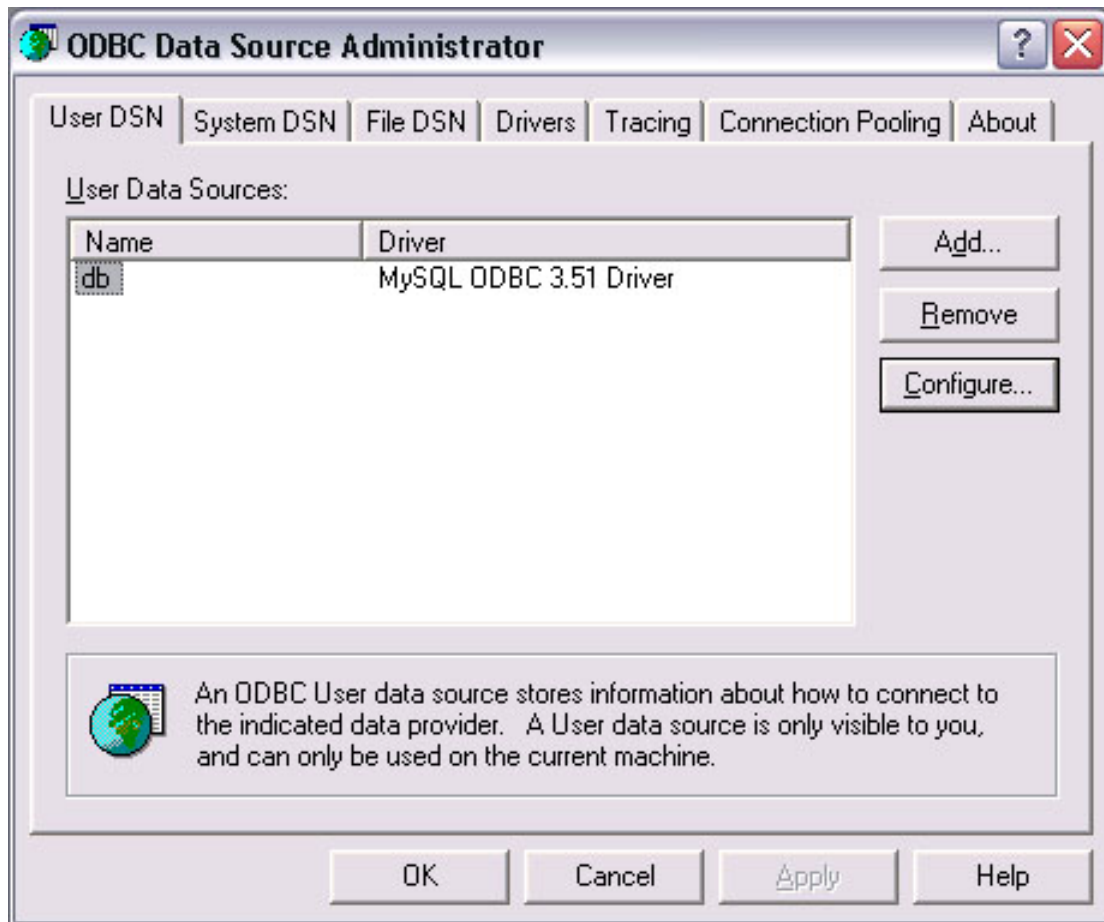 ODBC Data Source Administrator
User DSN System DSN File DSN Drivers Tracing Connection Pooling About
User Data Sources:
Name Driver
db MySQL ODBC 3.51 Driver
Add...
Remove
Configure...
An ODBC User data source stores information about how to connect to
the indicated data provider. A User data source is only visible to you,
and can only be used on the current machine.
OK Cancel Apply Help